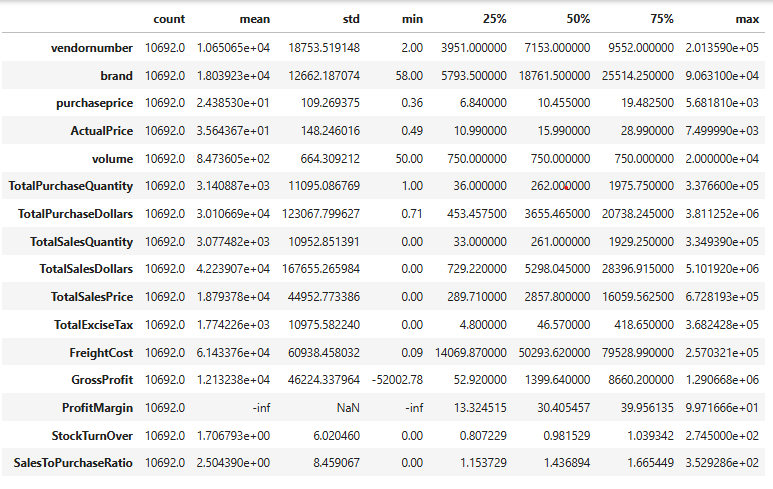 count mean std min 25% 50% 75% max
vendornumber 10692.0 1.065065e+04 18753.519148 2.00 3951.000000 7153.000000 9552.000000 2.013590e+05
brand 10692.0 1.803923e+04 12662.187074 58.00 5793.500000 18761.500000 25514.250000 9.063100e+04
purchaseprice 10692.0 2.438530e+01 109.269375 0.36 6.840000 10.455000 19.482500 5.681810e+03
ActualPrice 10692.0 3.564367e+01 148.246016 0.49 10.990000 15.990000 28.990000 7.499990e+03
volume 10692.0 8.473605e+02 664.309212 50.00 750.000000 750.000000 750.000000 2.000000e+04
TotalPurchaseQuantity 10692.0 3.140887e+03 11095.086769 1.00 36.000000 262.000000 1975.750000 3.376600e+05
TotalPurchaseDollars 10692.0 3.010669e+04 123067.799627 0.71 453.457500 3655.465000 20738.245000 3.811252e+06
TotalSalesQuantity 10692.0 3.077482e+03 10952.851391 0.00 33.000000 261.000000 1929.250000 3.349390e+05
TotalSalesDollars 10692.0 4.223907e+04 167655.265984 0.00 729.220000 5298.045000 28396.915000 5.101920e+06
TotalSalesPrice 10692.0 1.879378e+04 44952.773386 0.00 289.710000 2857.800000 16059.562500 6.728193e+05
TotalExciseTax 10692.0 1.774226e+03 10975.582240 0.00 4.800000 46.570000 418.650000 3.682428e+05
FreightCost 10692.0 6.143376e+04 60938.458032 0.09 14069.870000 50293.620000 79528.990000 2.570321e+05
GrossProfit 10692.0 1.213238e+04 46224.337964 -52002.78 52.920000 1399.640000 8660.200000 1.290668e+06
ProfitMargin 10692.0 -inf NaN -inf 13.324515 30.405457 39.956135 9.971666e+01
StockTurnOver 10692.0 1.706793e+00 6.020460 0.00 0.807229 0.981529 1.039342 2.745000e+02
SalesToPurchaseRatio 10692.0 2.504390e+00 8.459067 0.00 1.153729 1.436894 1.665449 3.529286e+02